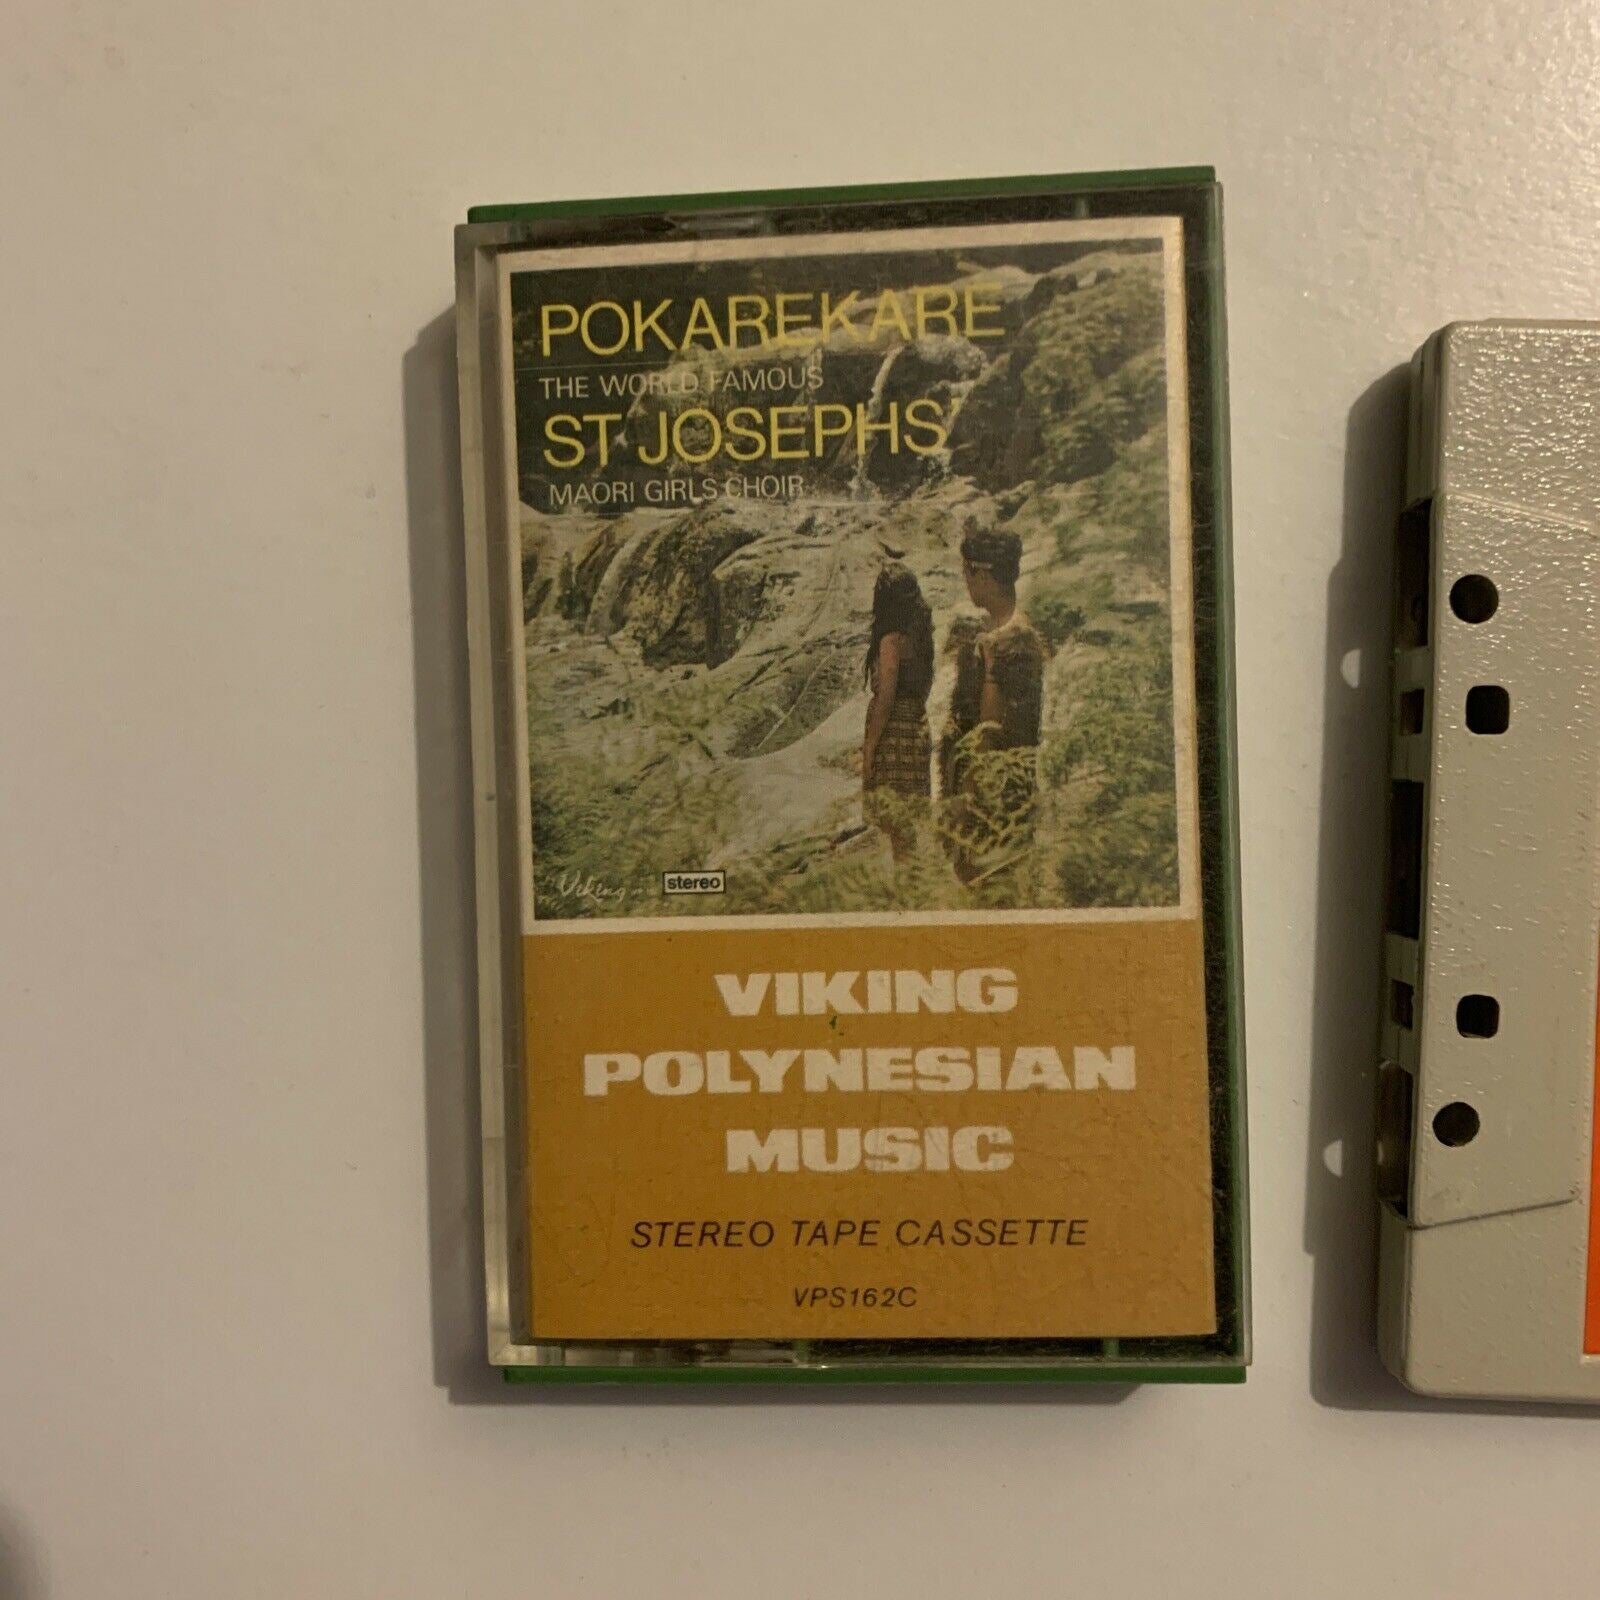 POKAREKARE
THE WORLD FAMOUS
ST JOSEPHS'
MAORI GIRLS CHOIR
Viking
stereo
VIKING
POLYNESIAN
MUSIC
STEREO TAPE CASSETTE
VPS162C